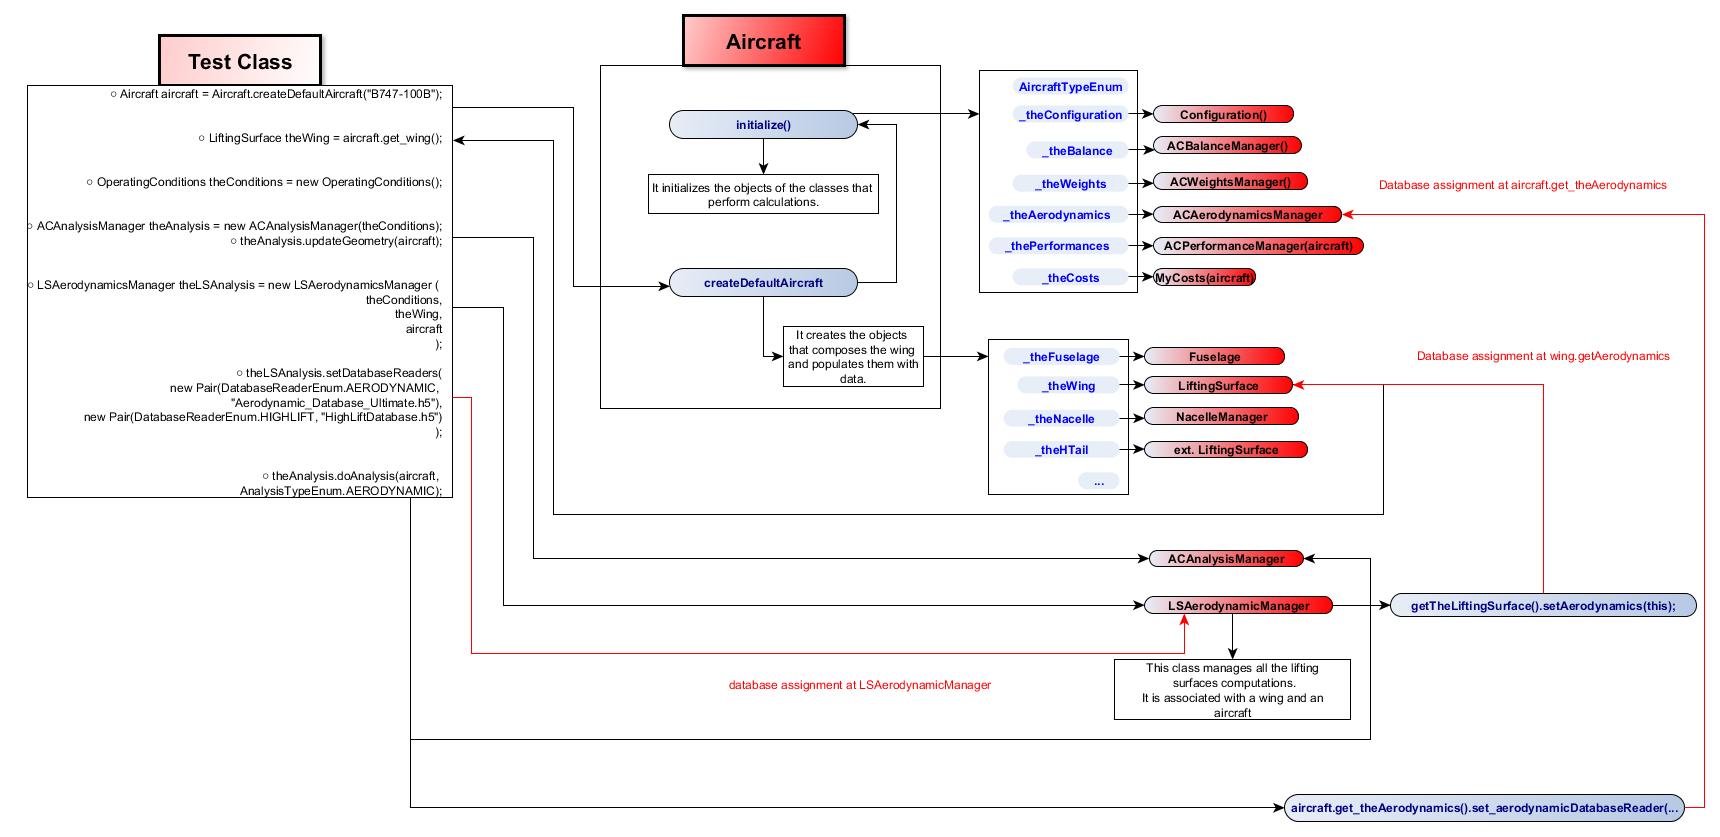 Test Class
○ Aircraft aircraft = Aircraft.createDefaultAircraft("B747-100B");
○ LiftingSurface theWing = aircraft.get_wing();
○ OperatingConditions theConditions = new OperatingConditions();
○ ACAnalysisManager theAnalysis = new ACAnalysisManager(theConditions);
○ theAnalysis.updateGeometry(aircraft);
○ LSAerodynamicsManager theLSAnalysis = new LSAerodynamicsManager (
theConditions,
theWing,
aircraft
);
○ theLSAnalysis.setDatabaseReaders(
new Pair(DatabaseReaderEnum.AERODYNAMIC,
"Aerodynamic_Database_Ultimate.h5"),
new Pair(DatabaseReaderEnum.HIGHLIFT, "HighLiftDatabase.h5")
);
○ theAnalysis.doAnalysis(aircraft,
AnalysisTypeEnum.AERODYNAMIC);
Aircraft
initialize()
It initializes the objects of the classes that
perform calculations.
createDefaultAircraft
It creates the objects
that composes the wing
and populates them with
data.
AircraftTypeEnum
_theConfiguration
Configuration()
_theBalance
ACBalanceManager()
_theWeights
ACWeightsManager()
_theAerodynamics
ACAerodynamicsManager
_thePerformances
ACPerformanceManager(aircraft)
_theCosts
MyCosts(aircraft)
Database assignment at aircraft.get_theAerodynamics
_theFuselage
Fuselage
_theWing
LiftingSurface
_theNacelle
NacelleManager
_theHTail
ext. LiftingSurface
...
Database assignment at wing.getAerodynamics
ACAnalysisManager
LSAerodynamicManager
getTheLiftingSurface().setAerodynamics(this);
This class manages all the lifting
surfaces computations.
It is associated with a wing and an
aircraft
database assignment at LSAerodynamicManager
aircraft.get_theAerodynamics().set_aerodynamicDatabaseReader(...